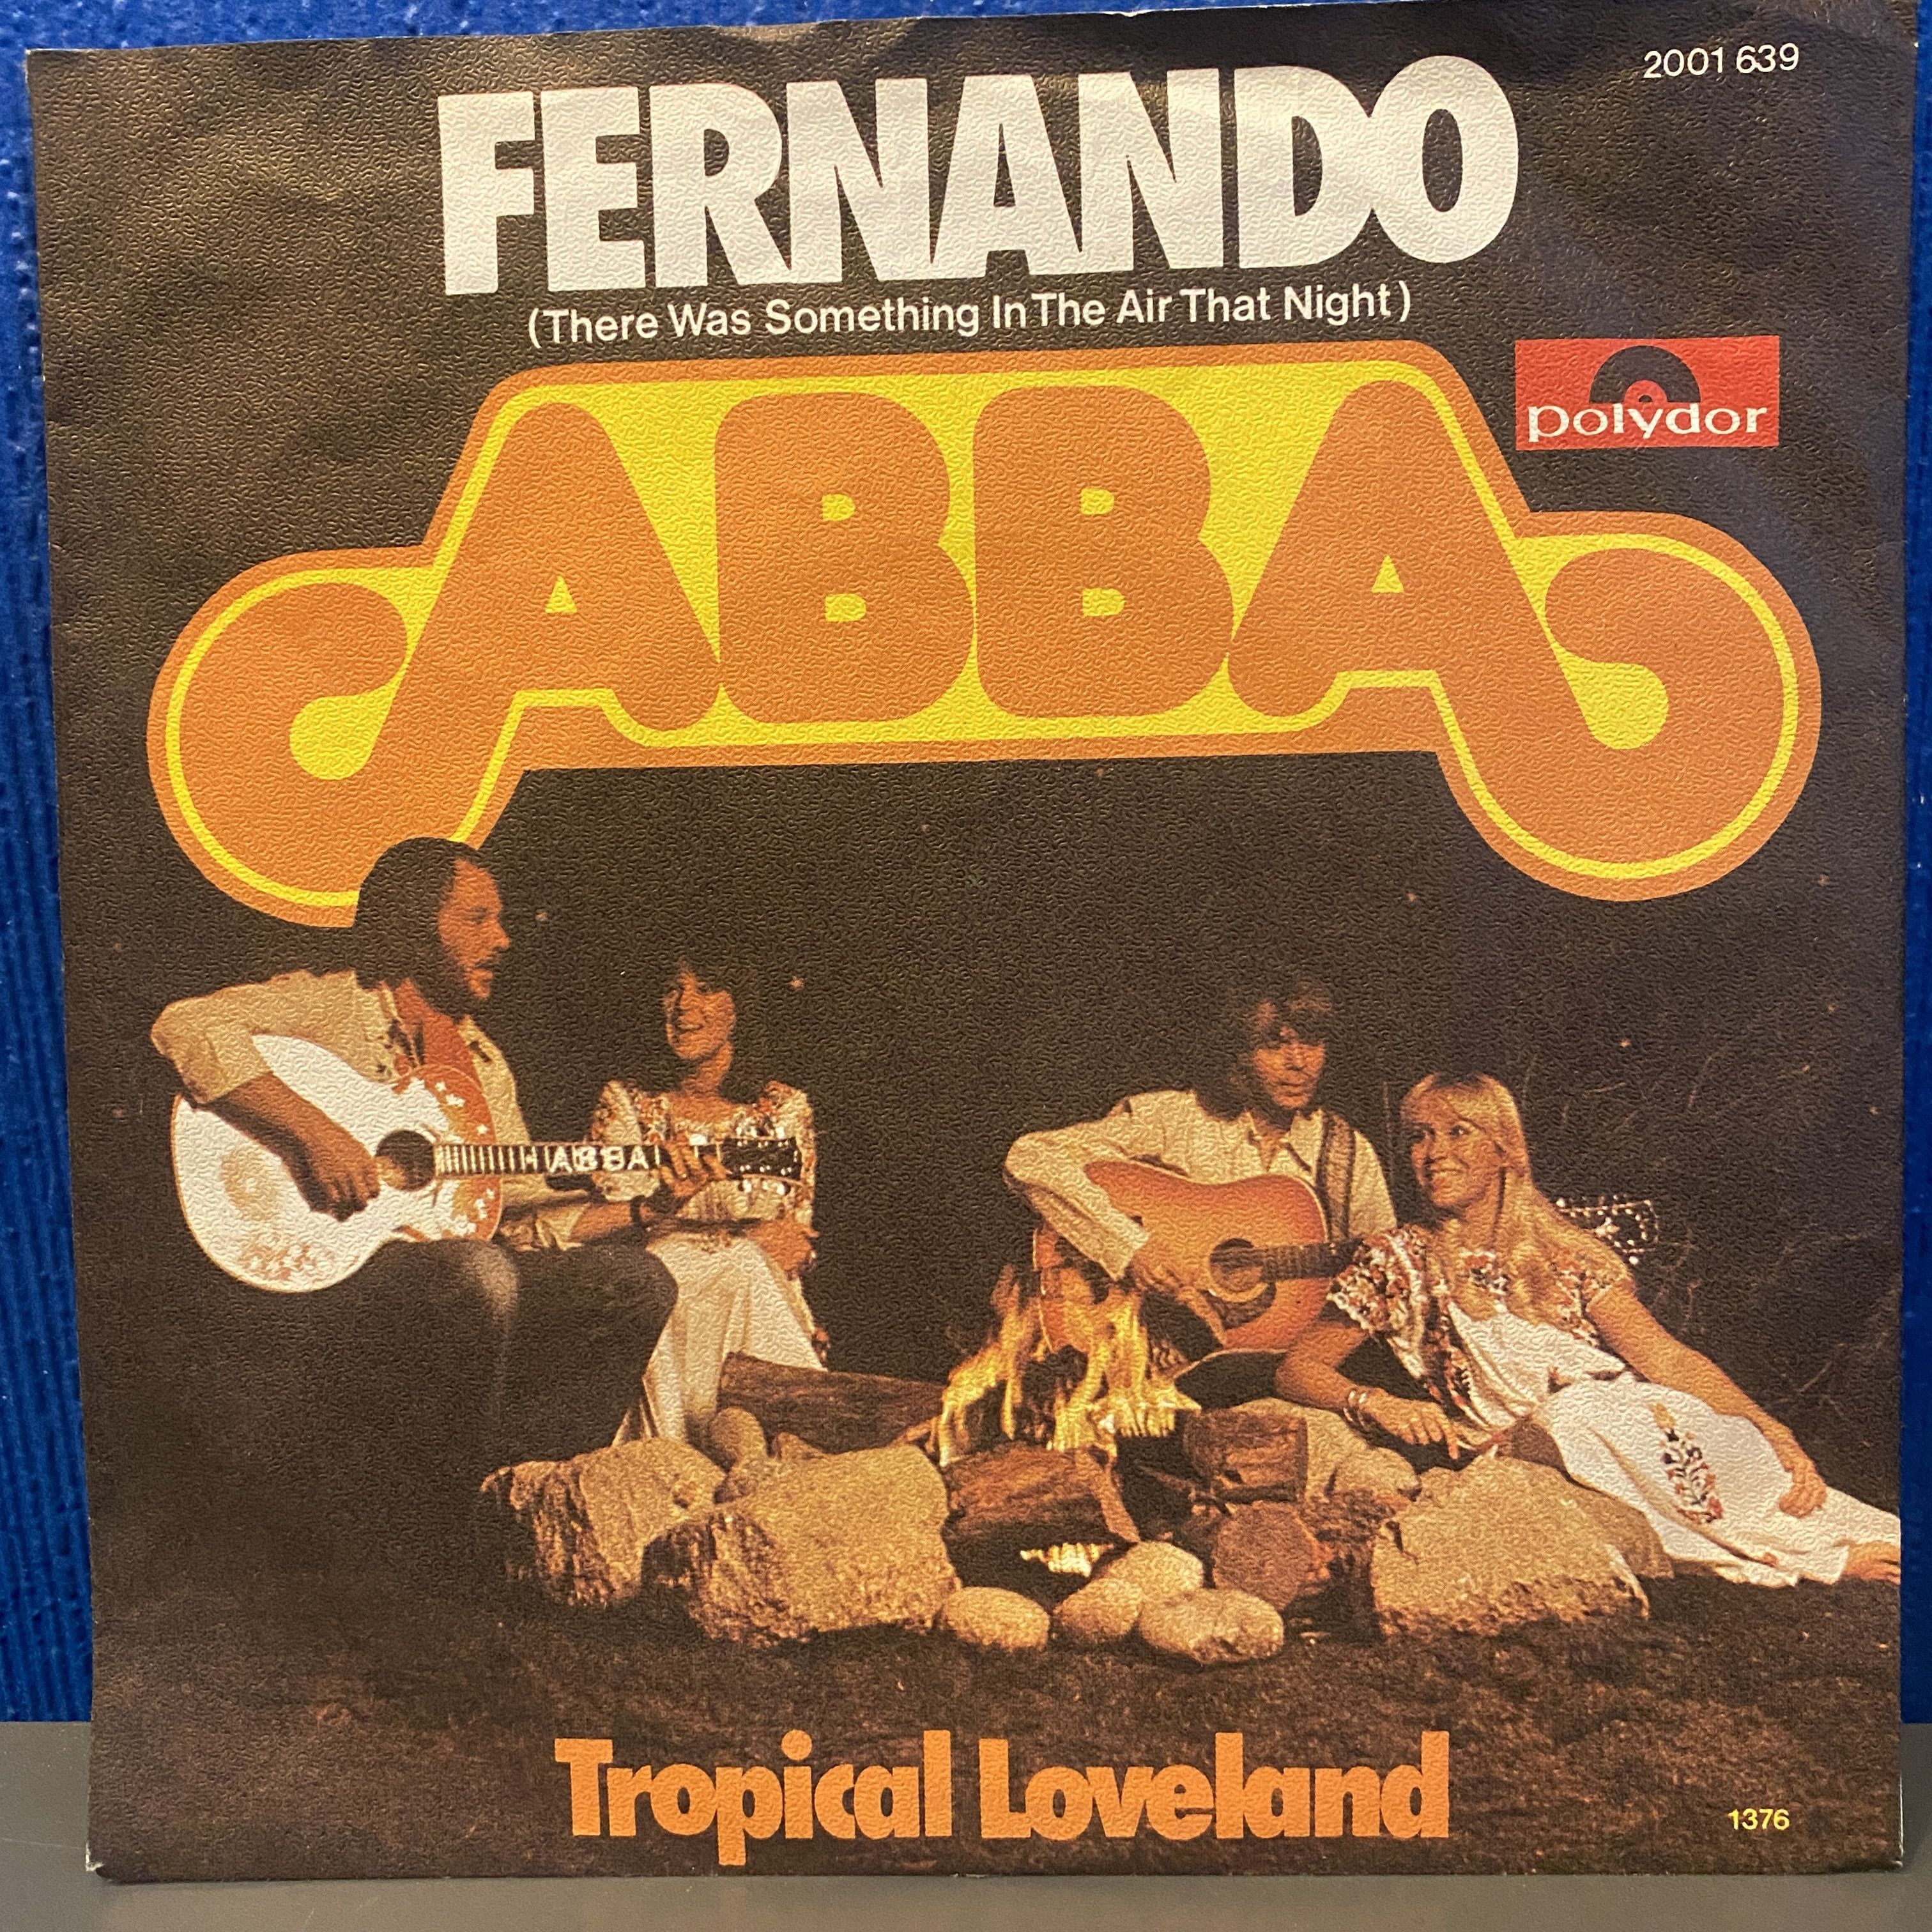 2001 639
FERNANDO
(There Was Something In The Air That Night)
polydor
ABBA
ABBA
Tropical Loveland
1376